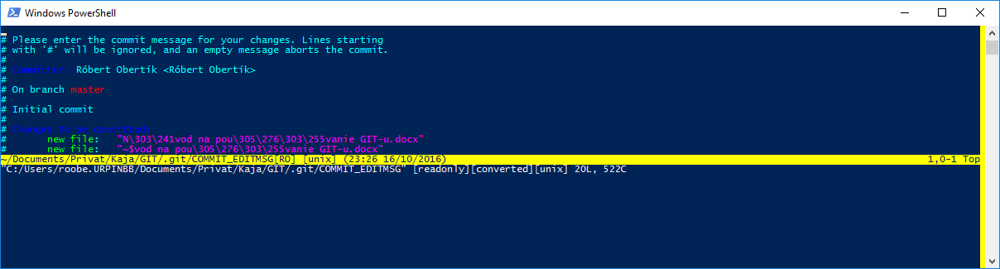 Windows PowerShell
# Please enter the commit message for your changes. Lines starting
# with '#' will be ignored, and an empty message aborts the commit.
#
# Committer: Róbert Obertík <Róbert Obertík>
#
# On branch master
#
# Initial commit
#
# Changes to be committed:
#       new file:   "N\303\241vod na pou\305\276\303\255vanie GIT-u.docx"
#       new file:   "~$vod na pou\305\276\303\255vanie GIT-u.docx"
~/Documents/Privat/Kaja/GIT/.git/COMMIT_EDITMSG[RO] [unix] (23:26 16/10/2016) 1,0-1 Top
"C:/Users/roobe.URPINBB/Documents/Privat/Kaja/GIT/.git/COMMIT_EDITMSG" [readonly][converted][unix] 20L, 522C